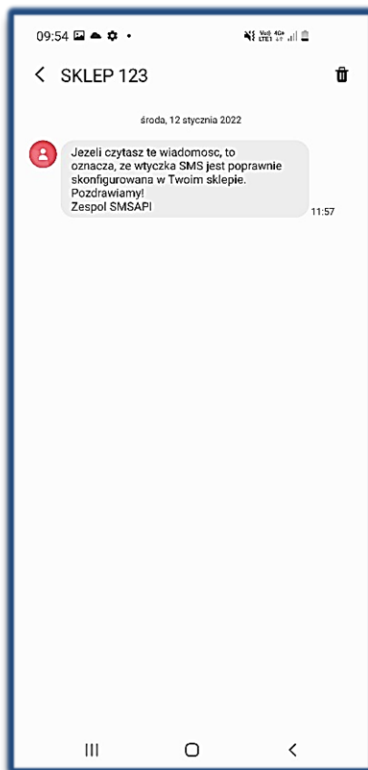 09:54
SKLEP 123
środa, 12 stycznia 2022
Jezeli czytasz te wiadomosc, to
oznacza, ze wtyczka SMS jest poprawnie
skonfigurowana w Twoim sklepie.
Pozdrawiamy!
Zespol SMSAPI
11:57